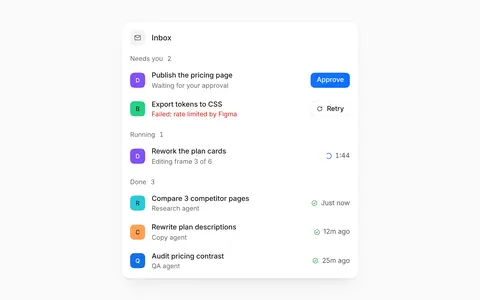 Inbox
Needs you 2
D Publish the pricing page
Waiting for your approval
Approve
B Export tokens to CSS
Failed: rate limited by Figma
Retry
Running 1
D Rework the plan cards
Editing frame 3 of 6
1:44
Done 3
R Compare 3 competitor pages
Research agent
Just now
C Rewrite plan descriptions
Copy agent
12m ago
Q Audit pricing contrast
QA agent
25m ago